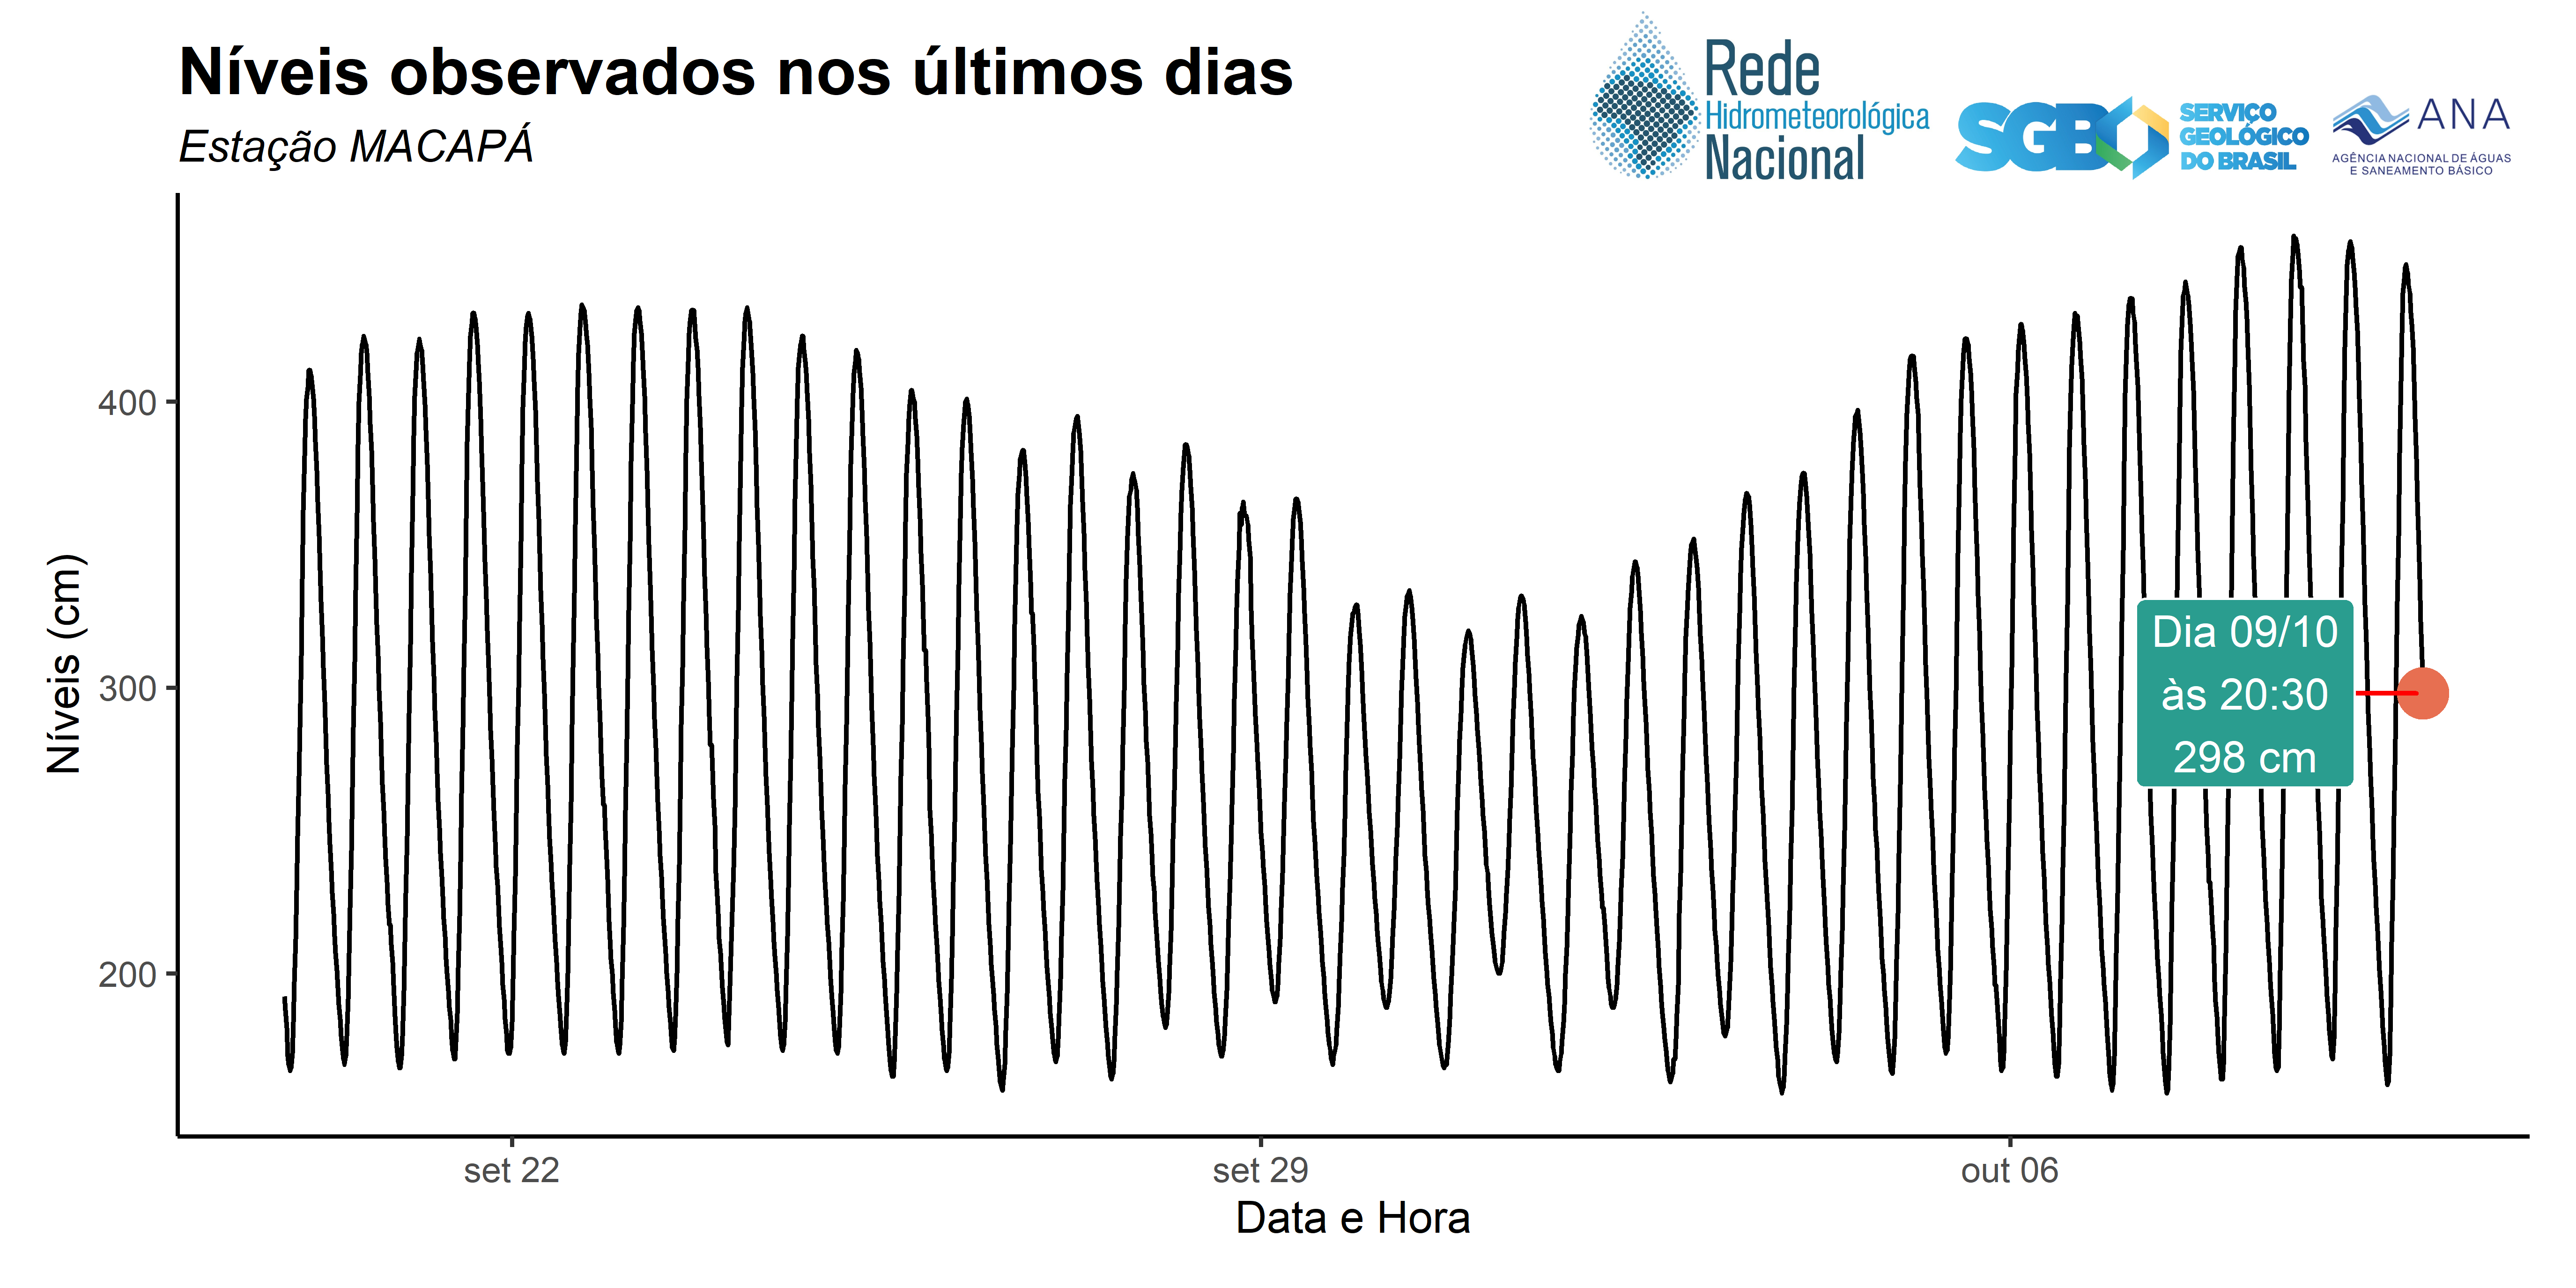 Níveis observados nos últimos dias
Estação MACAPÁ
Rede
Hidrometeorológica
Nacional
SGB
SERVIÇO
GEOLÓGICO
DO BRASIL
ANA
AGÊNCIA NACIONAL DE ÁGUAS
E SANEAMENTO BÁSICO
Níveis (cm)
400
300
200
Dia 09/10
às 20:30
298 cm
set 22
set 29
out 06
Data e Hora